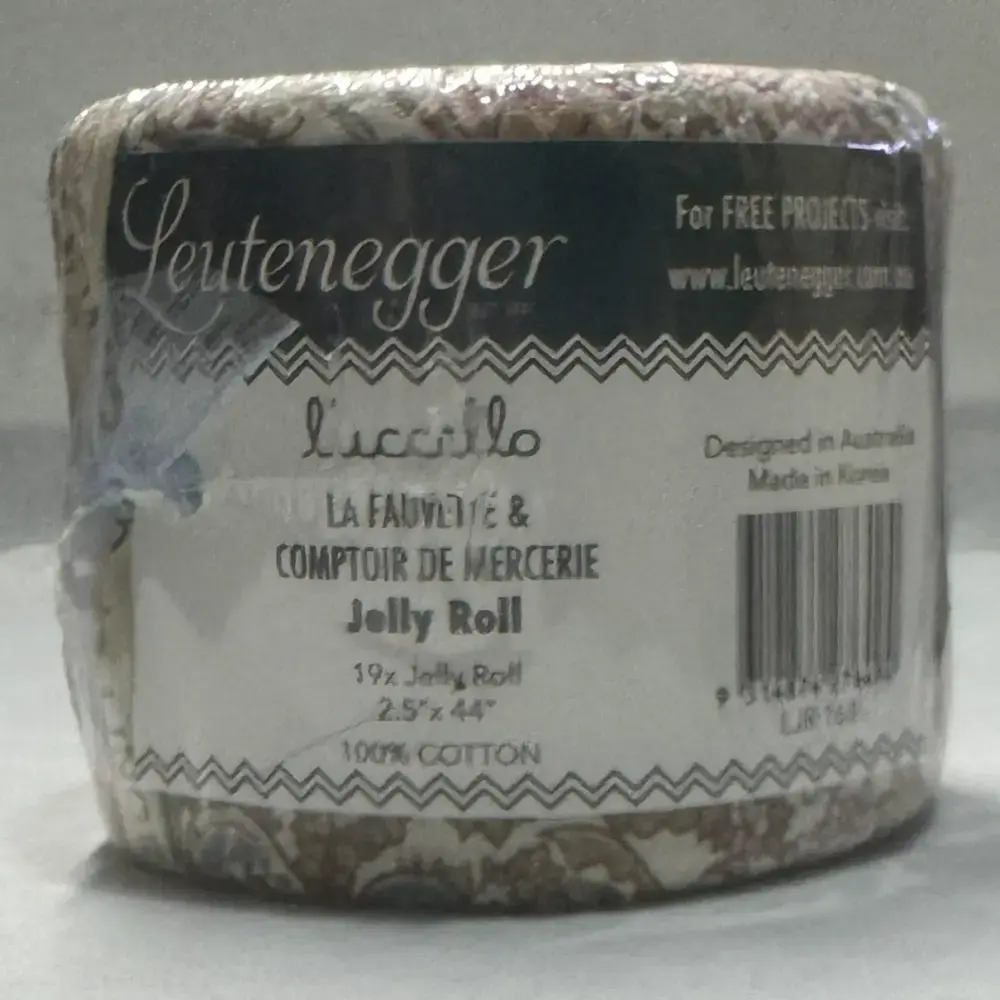 Leutenegger
For FREE PROJECTS visit:
www.leutenegger.com.au
l'uccello
LA FAUVETTE &
COMPTOIR DE MERCERIE
Jelly Roll
19x Jelly Roll
2.5" x 44"
100% COTTON
Designed in Australia
Made in Korea